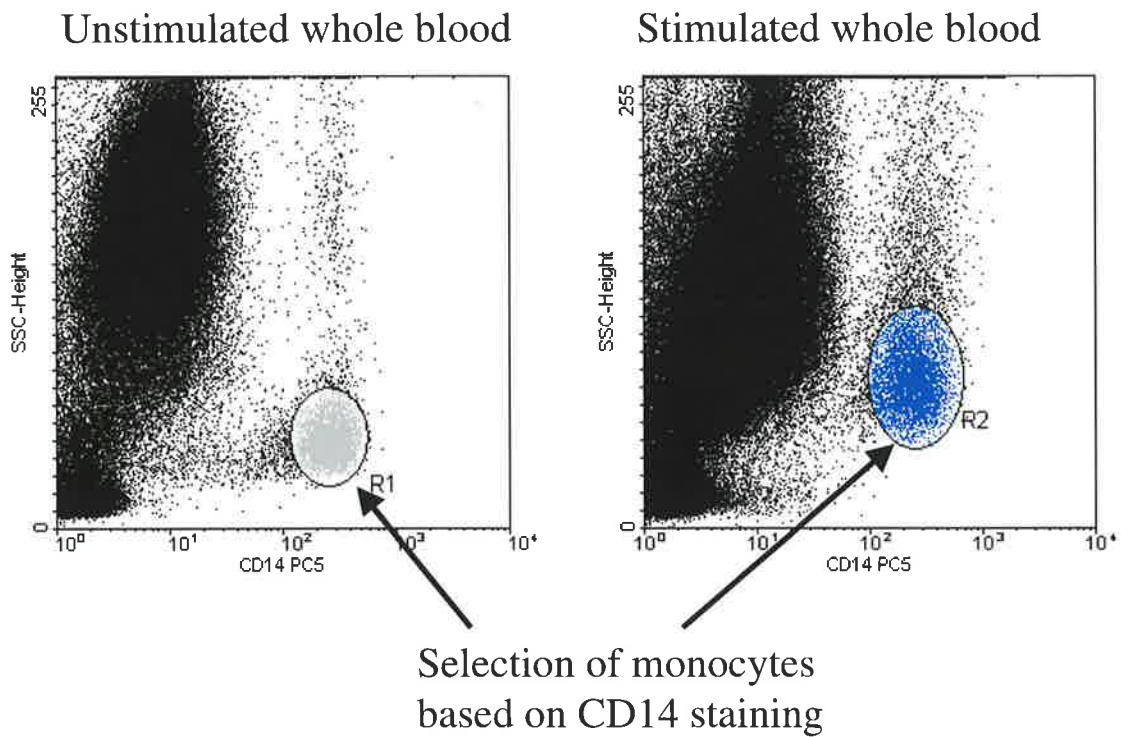 Unstimulated whole blood
Stimulated whole blood
255
SSC-Height
0
R1
10⁰ 10¹ 10² 10³ 10⁴
CD14 PC5
255
SSC-Height
0
R2
10⁰ 10¹ 10² 10³ 10⁴
CD14 PC5
Selection of monocytes
based on CD14 staining